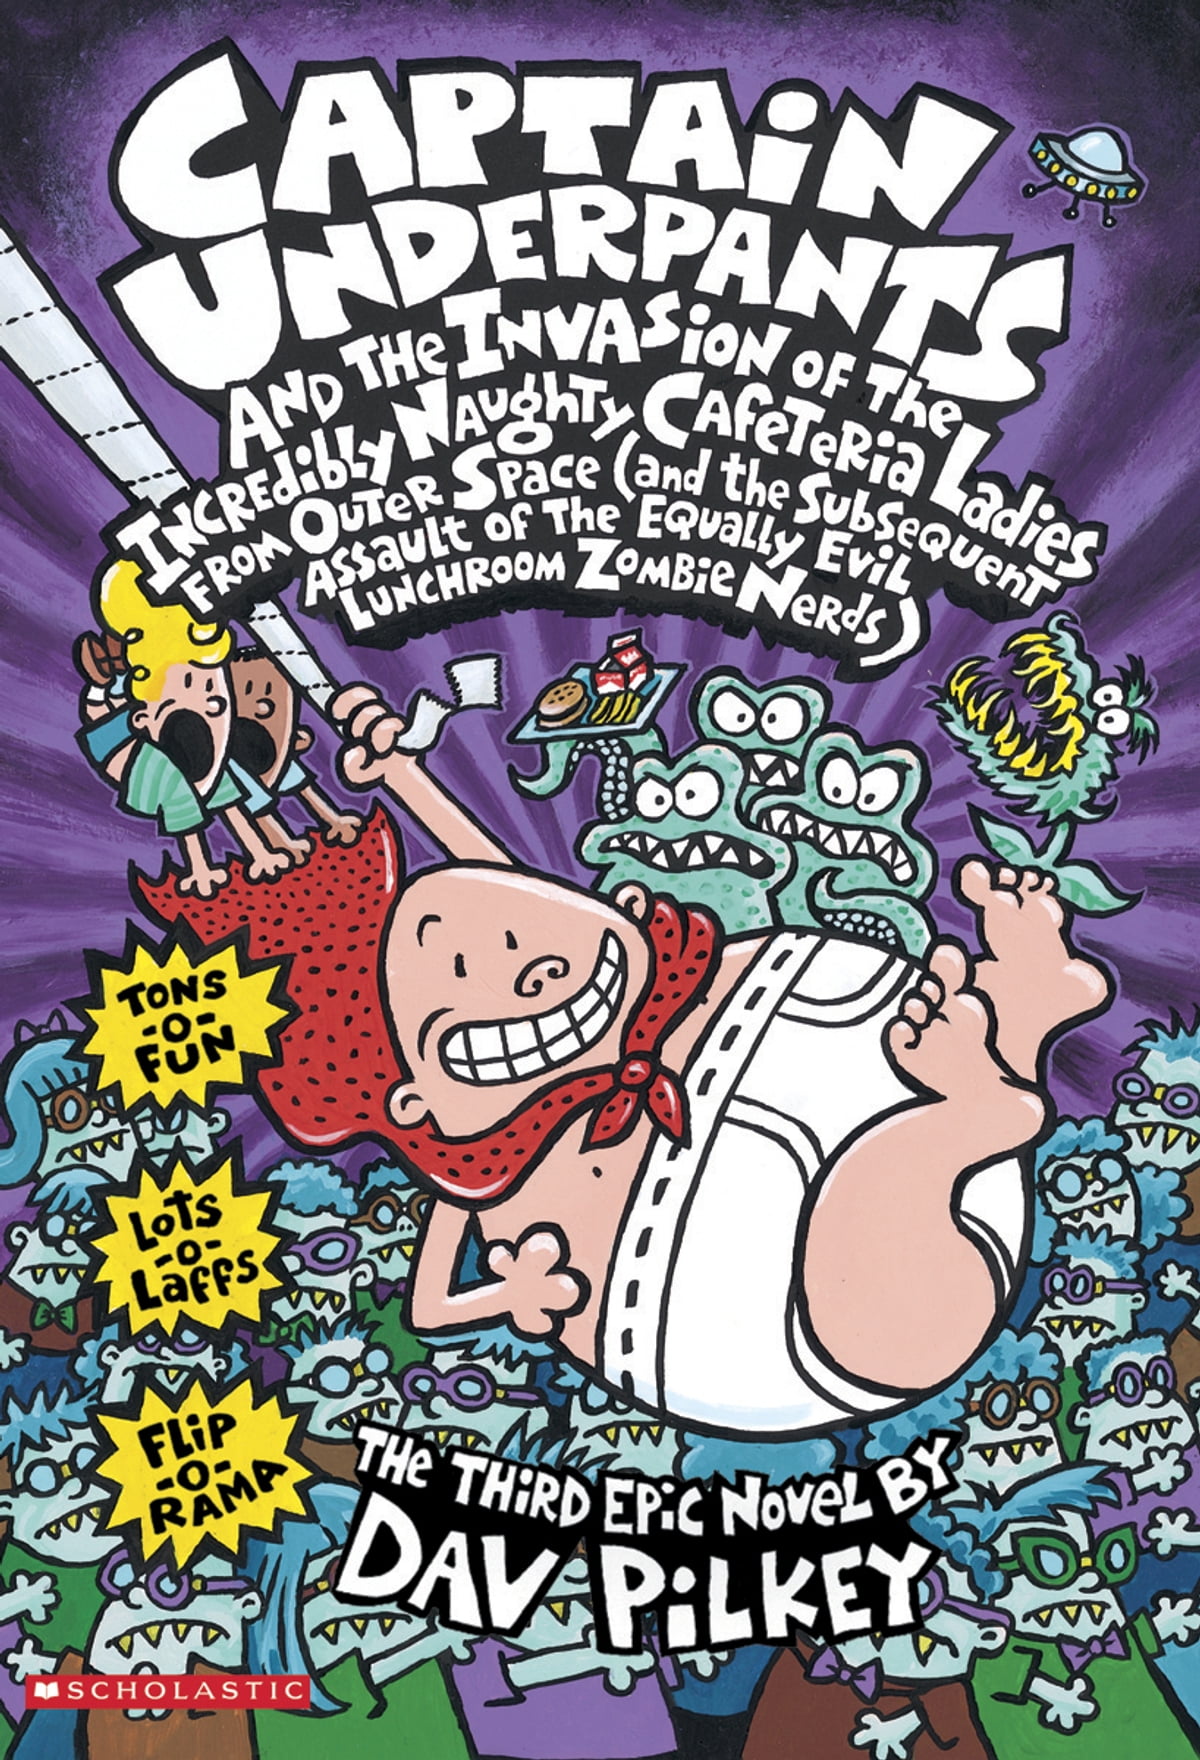 CAPTAiN
UNDERPANTS
AND THe INVASiON OF THe
INCREdiBLY NAUghTy CAFeTeRia Ladies
FROM OUTeR SPace (and the SubseQuenT
Assault of The EQually EviL
LUNCHROOM ZOMBie NeRds)
TONS
-O-
FUN
LoTs
-o-
Laffs
FLiP
-O-
RAMA
THe THiRD EPiC NoveL BY
DAV PiLKEY
SCHOLASTIC